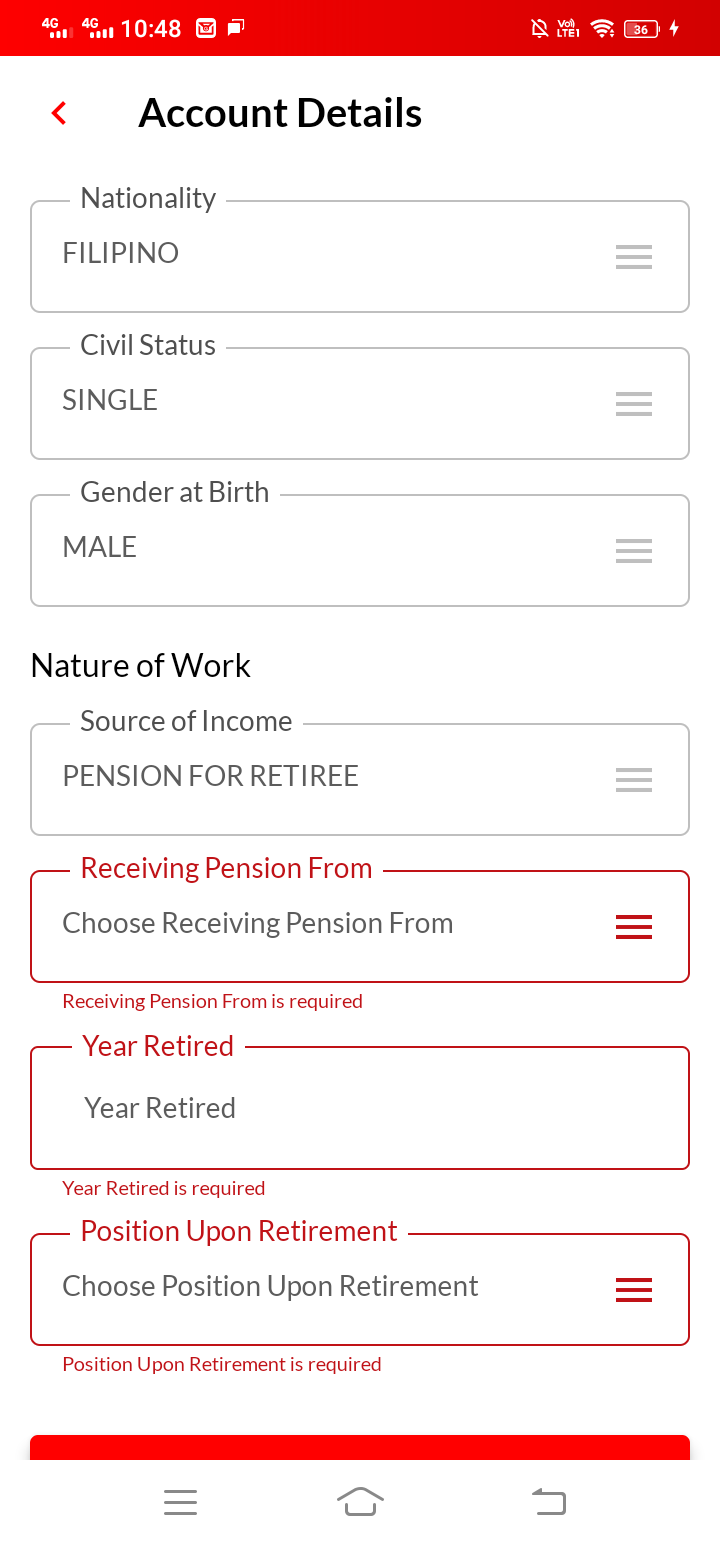 4G 4G 10:48 Vo) LTE1 36
Account Details
Nationality
FILIPINO
Civil Status
SINGLE
Gender at Birth
MALE
Nature of Work
Source of Income
PENSION FOR RETIREE
Receiving Pension From
Choose Receiving Pension From
Receiving Pension From is required
Year Retired
Year Retired
Year Retired is required
Position Upon Retirement
Choose Position Upon Retirement
Position Upon Retirement is required